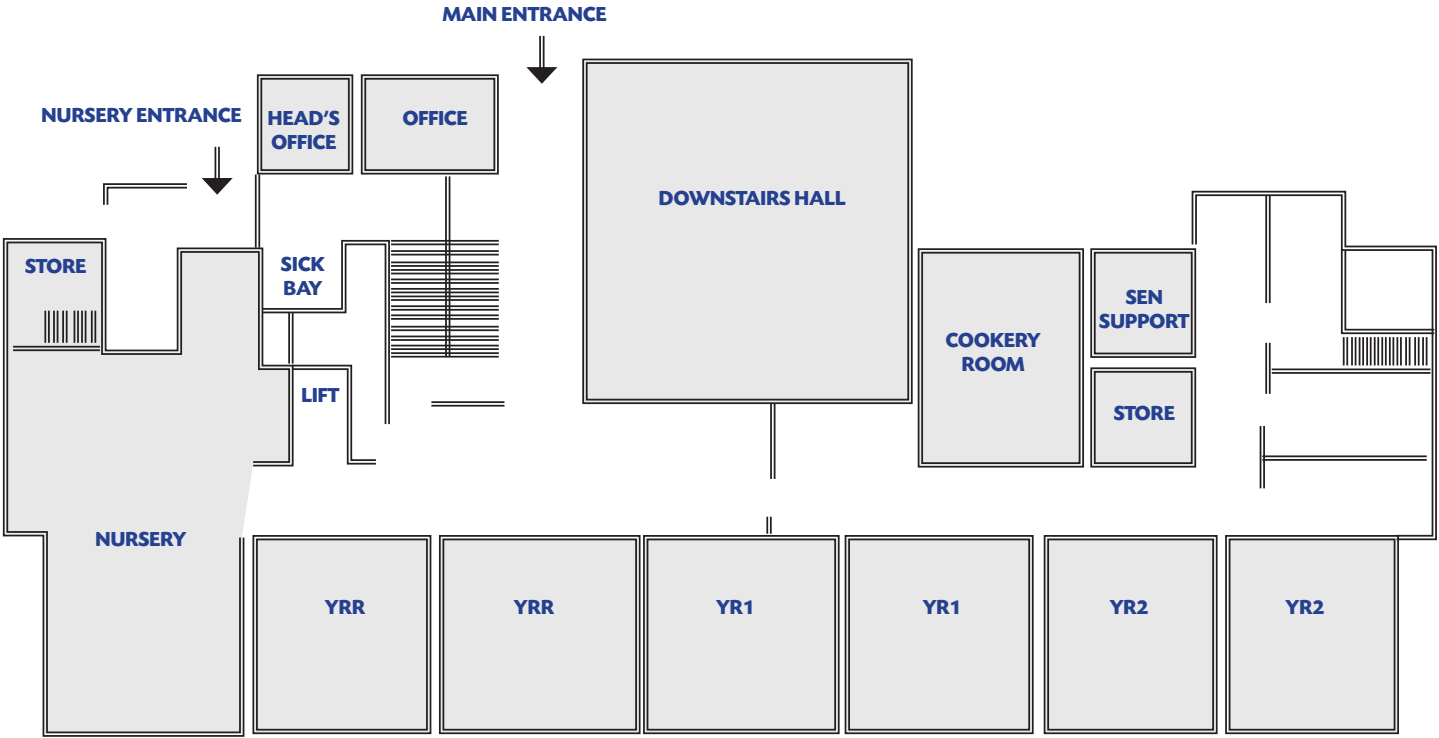 MAIN ENTRANCE
NURSERY ENTRANCE
HEAD'S
OFFICE
OFFICE
DOWNSTAIRS HALL
STORE
SICK
BAY
SEN
SUPPORT
COOKERY
ROOM
LIFT
STORE
NURSERY
YRR
YRR
YR1
YR1
YR2
YR2